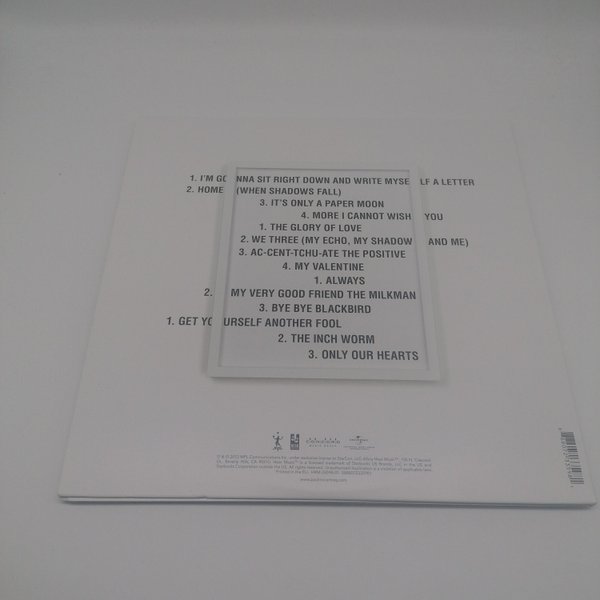 1. I'M GONNA SIT RIGHT DOWN AND WRITE MYSELF A LETTER
2. HOME (WHEN SHADOWS FALL)
3. IT'S ONLY A PAPER MOON
4. MORE I CANNOT WISH YOU
1. THE GLORY OF LOVE
2. WE THREE (MY ECHO, MY SHADOW AND ME)
3. AC-CENT-TCHU-ATE THE POSITIVE
4. MY VALENTINE
1. ALWAYS
2. MY VERY GOOD FRIEND THE MILKMAN
3. BYE BYE BLACKBIRD
1. GET YOURSELF ANOTHER FOOL
2. THE INCH WORM
3. ONLY OUR HEARTS
CONCORD